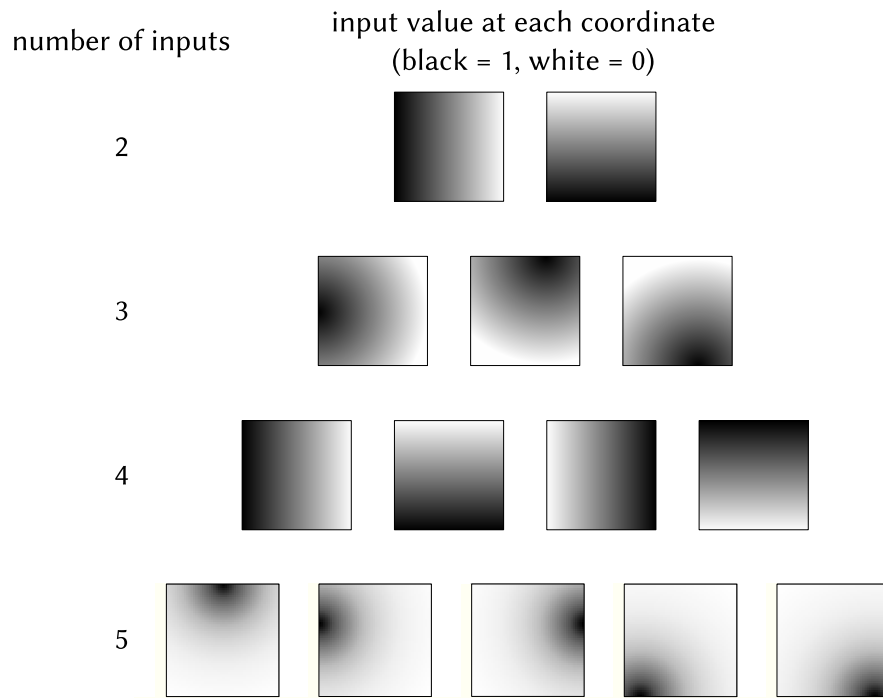 number of inputs
input value at each coordinate
(black = 1, white = 0)
2
3
4
5